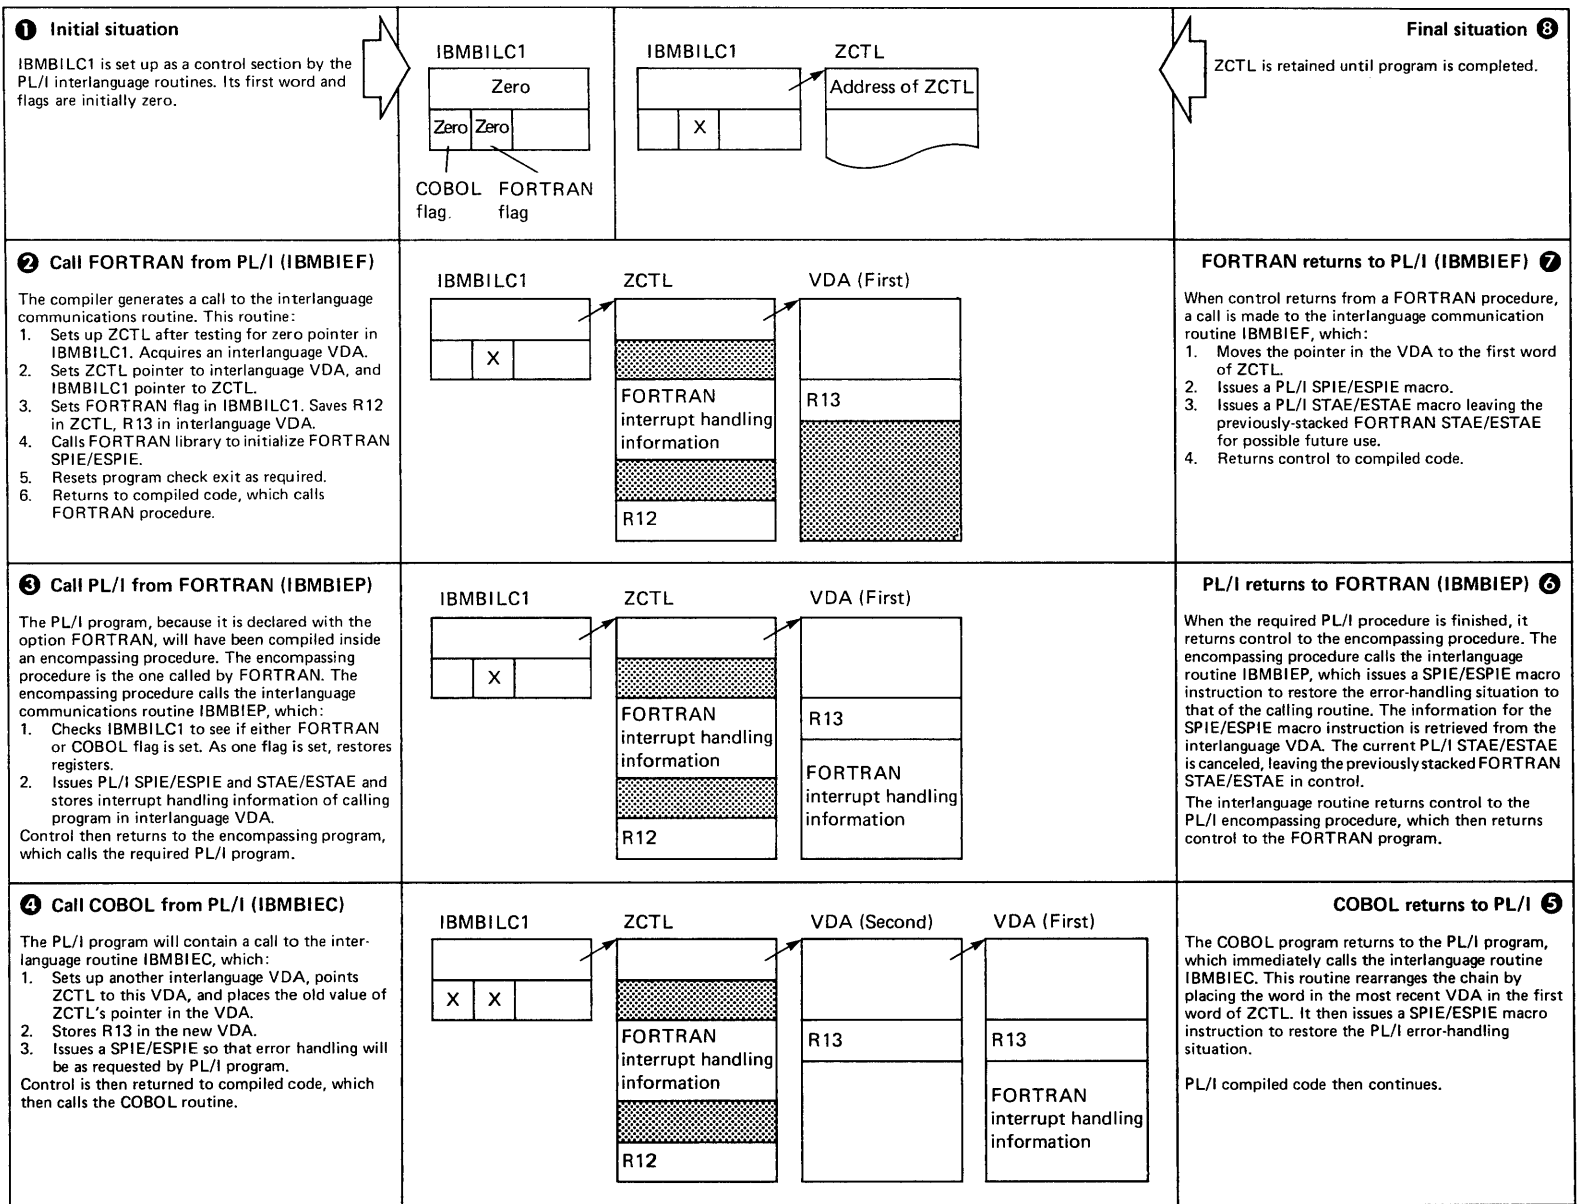 ❶ Initial situation
IBMBILC1 is set up as a control section by the
PL/I interlanguage routines. Its first word and
flags are initially zero.
IBMBILC1
Zero
Zero Zero
COBOL FORTRAN
flag. flag
IBMBILC1 ZCTL
Address of ZCTL
X
Final situation ❽
ZCTL is retained until program is completed.
❷ Call FORTRAN from PL/I (IBMBIEF)
The compiler generates a call to the interlanguage
communications routine. This routine:
1. Sets up ZCTL after testing for zero pointer in
IBMBILC1. Acquires an interlanguage VDA.
2. Sets ZCTL pointer to interlanguage VDA, and
IBMBILC1 pointer to ZCTL.
3. Sets FORTRAN flag in IBMBILC1. Saves R12
in ZCTL, R13 in interlanguage VDA.
4. Calls FORTRAN library to initialize FORTRAN
SPIE/ESPIE.
5. Resets program check exit as required.
6. Returns to compiled code, which calls
FORTRAN procedure.
IBMBILC1 ZCTL VDA (First)
X
FORTRAN
interrupt handling
information
R12
R13
FORTRAN returns to PL/I (IBMBIEF) ❼
When control returns from a FORTRAN procedure,
a call is made to the interlanguage communication
routine IBMBIEF, which:
1. Moves the pointer in the VDA to the first word
of ZCTL.
2. Issues a PL/I SPIE/ESPIE macro.
3. Issues a PL/I STAE/ESTAE macro leaving the
previously-stacked FORTRAN STAE/ESTAE
for possible future use.
4. Returns control to compiled code.
❸ Call PL/I from FORTRAN (IBMBIEP)
The PL/I program, because it is declared with the
option FORTRAN, will have been compiled inside
an encompassing procedure. The encompassing
procedure is the one called by FORTRAN. The
encompassing procedure calls the interlanguage
communications routine IBMBIEP, which:
1. Checks IBMBILC1 to see if either FORTRAN
or COBOL flag is set. As one flag is set, restores
registers.
2. Issues PL/I SPIE/ESPIE and STAE/ESTAE and
stores interrupt handling information of calling
program in interlanguage VDA.
Control then returns to the encompassing program,
which calls the required PL/I program.
IBMBILC1 ZCTL VDA (First)
X
FORTRAN
interrupt handling
information
R12
R13
FORTRAN
interrupt handling
information
PL/I returns to FORTRAN (IBMBIEP) ❻
When the required PL/I procedure is finished, it
returns control to the encompassing procedure. The
encompassing procedure calls the interlanguage
routine IBMBIEP, which issues a SPIE/ESPIE macro
instruction to restore the error-handling situation to
that of the calling routine. The information for the
SPIE/ESPIE macro instruction is retrieved from the
interlanguage VDA. The current PL/I STAE/ESTAE
is canceled, leaving the previously stacked FORTRAN
STAE/ESTAE in control.
The interlanguage routine returns control to the
PL/I encompassing procedure, which then returns
control to the FORTRAN program.
❹ Call COBOL from PL/I (IBMBIEC)
The PL/I program will contain a call to the inter-
language routine IBMBIEC, which:
1. Sets up another interlanguage VDA, points
ZCTL to this VDA, and places the old value of
ZCTL's pointer in the VDA.
2. Stores R13 in the new VDA.
3. Issues a SPIE/ESPIE so that error handling will
be as requested by PL/I program.
Control is then returned to compiled code, which
then calls the COBOL routine.
IBMBILC1 ZCTL VDA (Second) VDA (First)
X X
FORTRAN
interrupt handling
information
R12
R13
R13
FORTRAN
interrupt handling
information
COBOL returns to PL/I ❺
The COBOL program returns to the PL/I program,
which immediately calls the interlanguage routine
IBMBIEC. This routine rearranges the chain by
placing the word in the most recent VDA in the first
word of ZCTL. It then issues a SPIE/ESPIE macro
instruction to restore the PL/I error-handling
situation.
PL/I compiled code then continues.